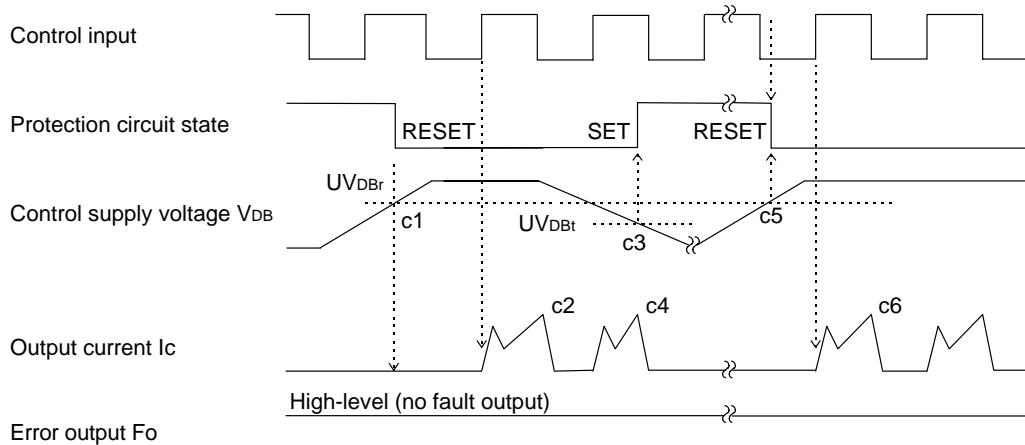 Control input
Protection circuit state
RESET
SET
RESET
UVDBr
Control supply voltage VDB
c1
UVDBt
c3
c5
c2
c4
c6
Output current Ic
High-level (no fault output)
Error output Fo